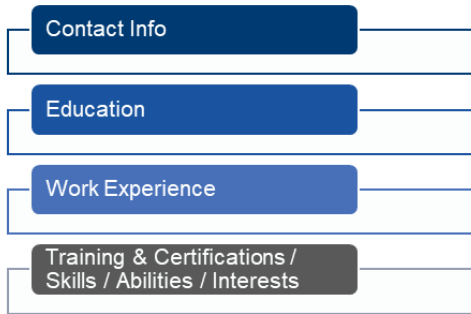 Contact Info
Education
Work Experience
Training & Certifications /
Skills / Abilities / Interests